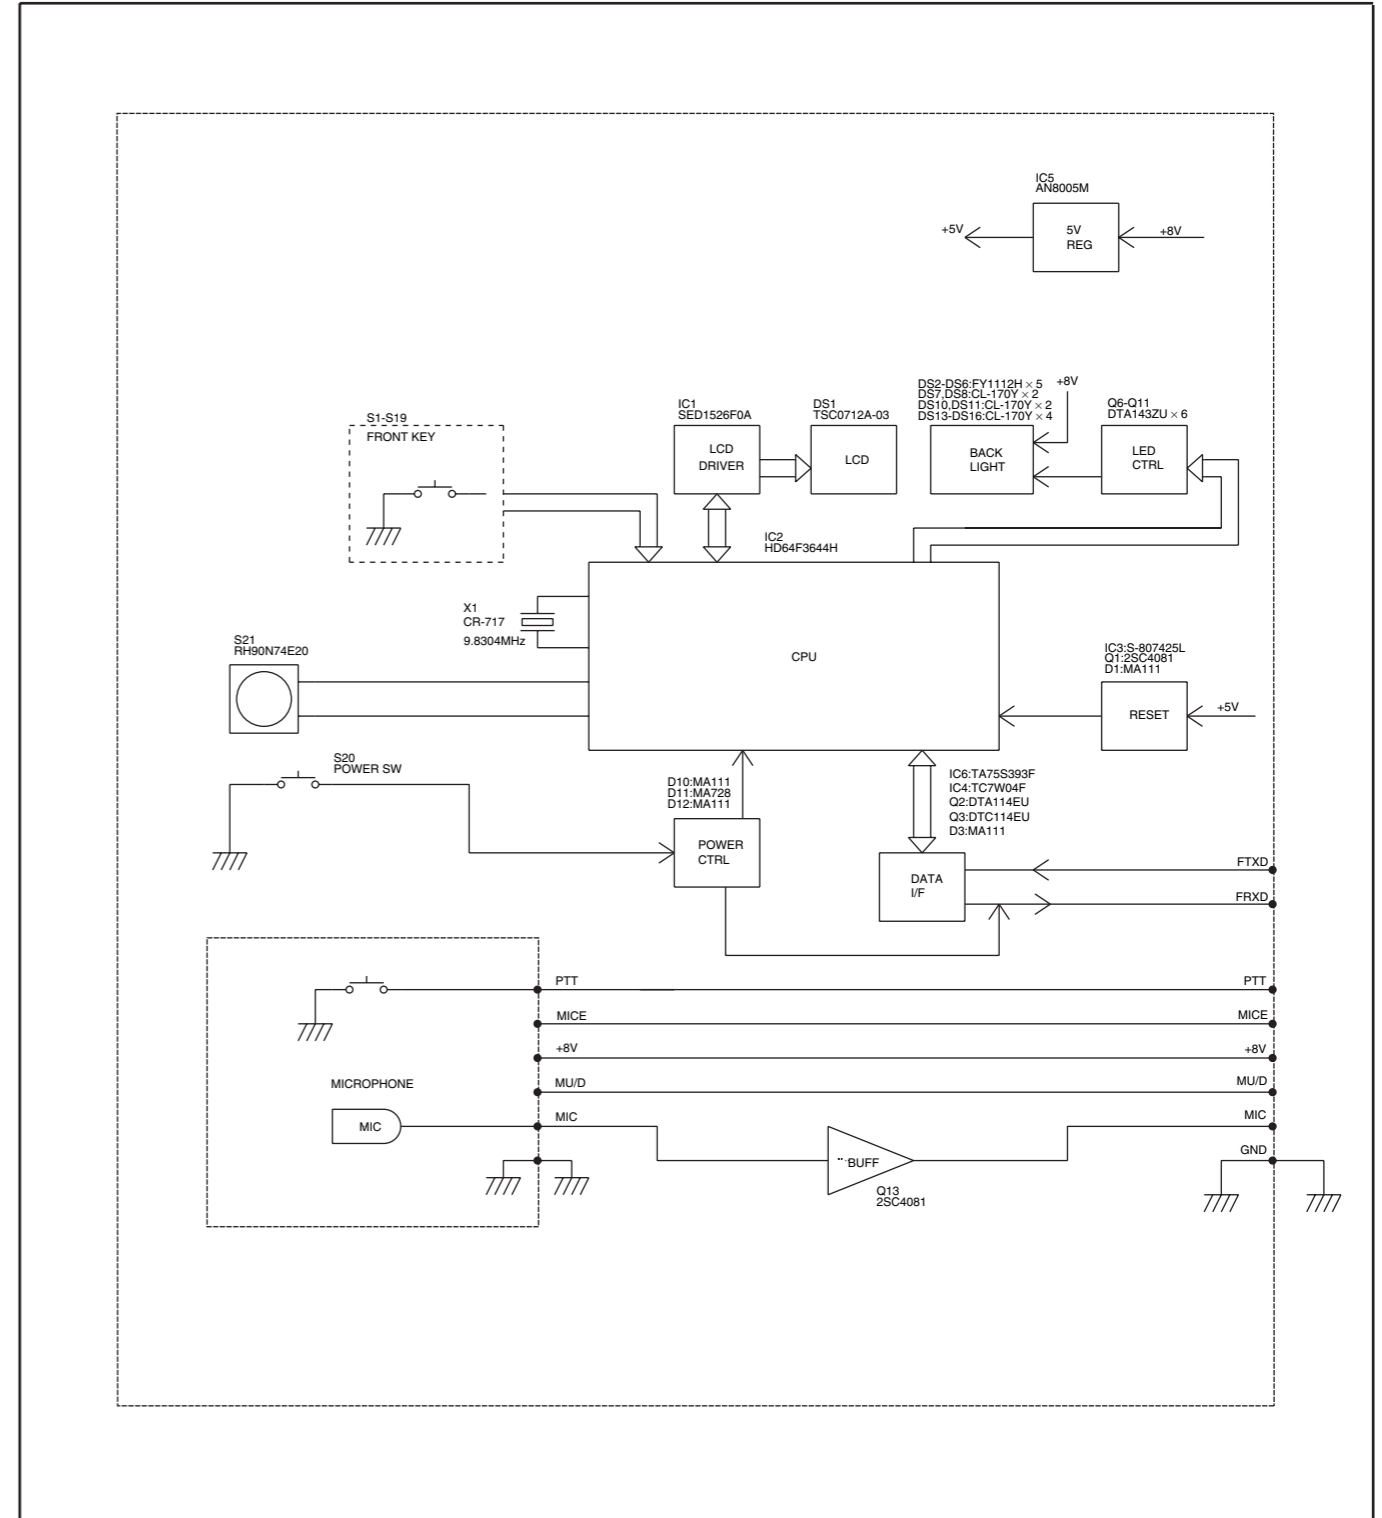 IC5
AN8005M
+5V
5V
REG
+8V
DS2-DS6:FY1112H × 5
DS7,DS8:CL-170Y × 2
DS10,DS11:CL-170Y × 2
DS13-DS16:CL-170Y × 4
+8V
Q6-Q11
DTA143ZU × 6
IC1
SED1526F0A
DS1
TSC0712A-03
S1-S19
FRONT KEY
LCD
DRIVER
LCD
BACK
LIGHT
LED
CTRL
IC2
HD64F3644H
X1
CR-717
9.8304MHz
S21
RH90N74E20
CPU
IC3:S-807425L
Q1:2SC4081
D1:MA111
RESET
+5V
S20
POWER SW
D10:MA111
D11:MA728
D12:MA111
IC6:TA75S393F
IC4:TC7W04F
Q2:DTA114EU
Q3:DTC114EU
D3:MA111
POWER
CTRL
DATA
I/F
FTXD
FRXD
PTT
PTT
MICE
MICE
+8V
+8V
MICROPHONE
MU/D
MU/D
MIC
MIC
MIC
BUFF
GND
Q13
2SC4081